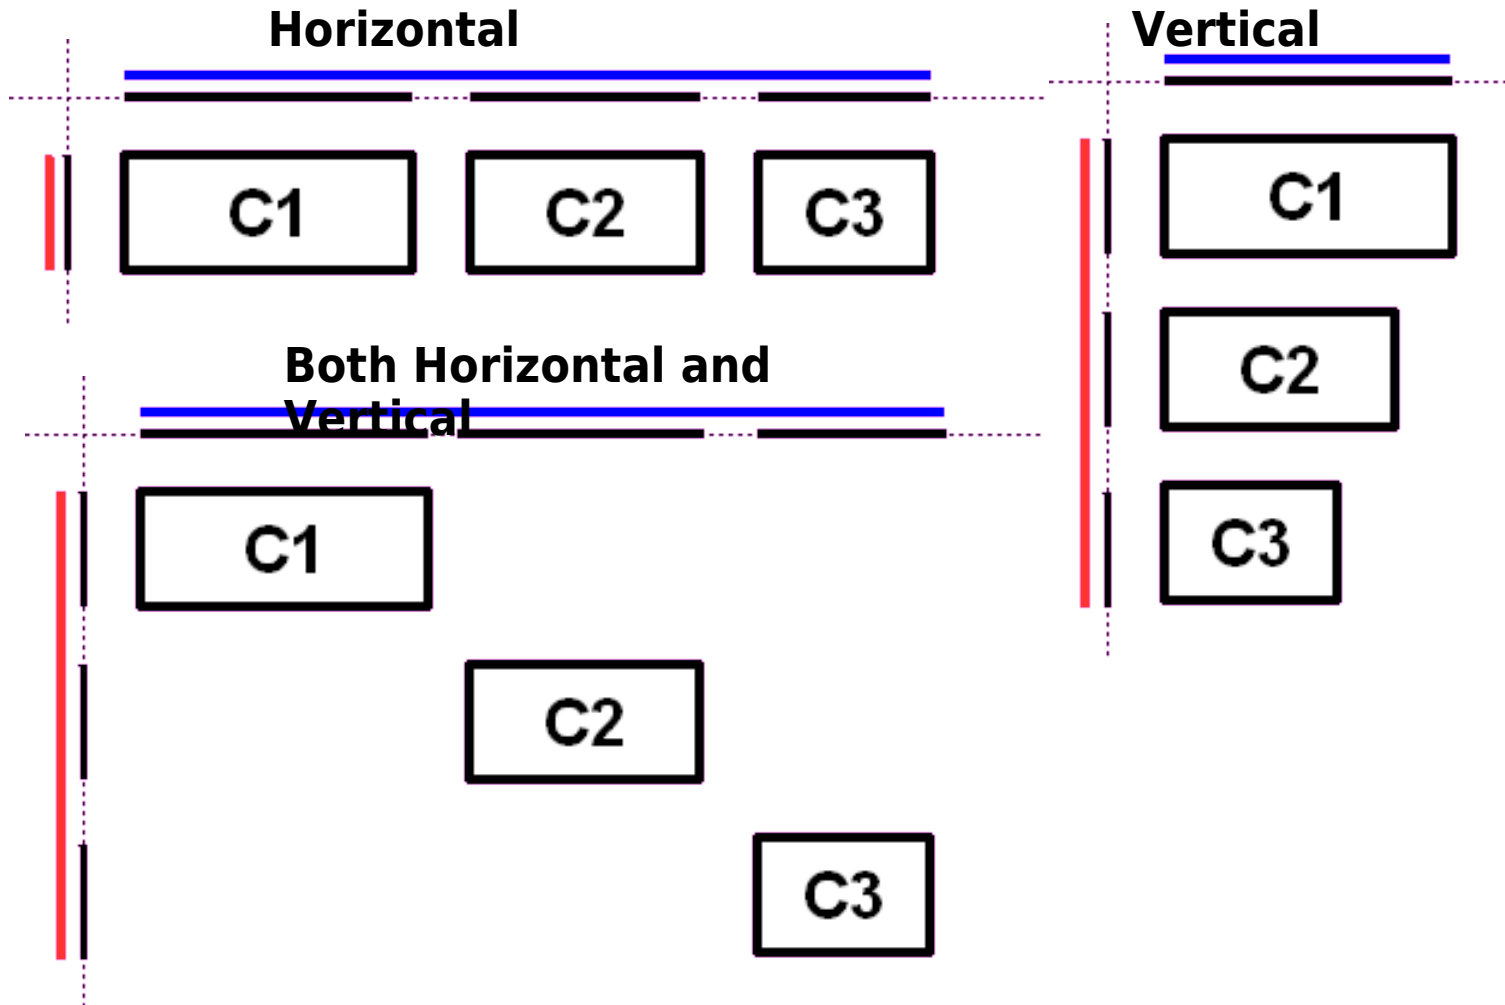 Horizontal
Vertical
C1
C2
C3
C1
C2
C3
Both Horizontal and
Vertical
C1
C2
C3